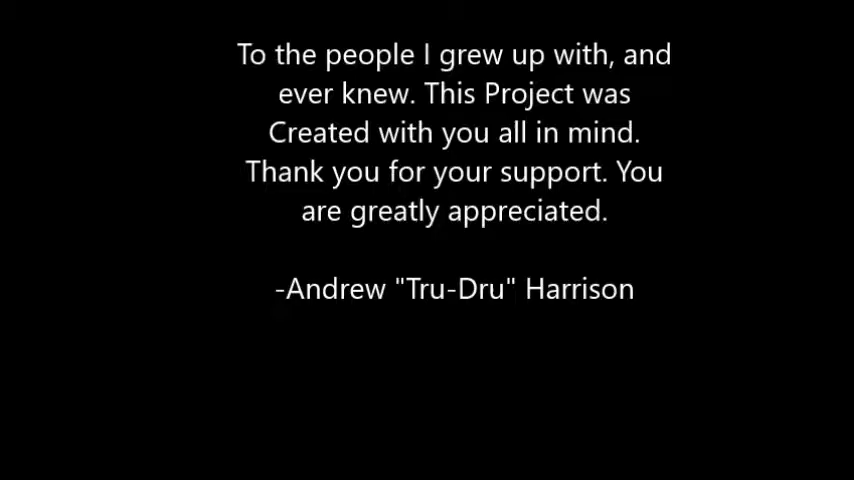 To the people I grew up with, and
ever knew. This Project was
Created with you all in mind.
Thank you for your support. You
are greatly appreciated.
-Andrew "Tru-Dru" Harrison